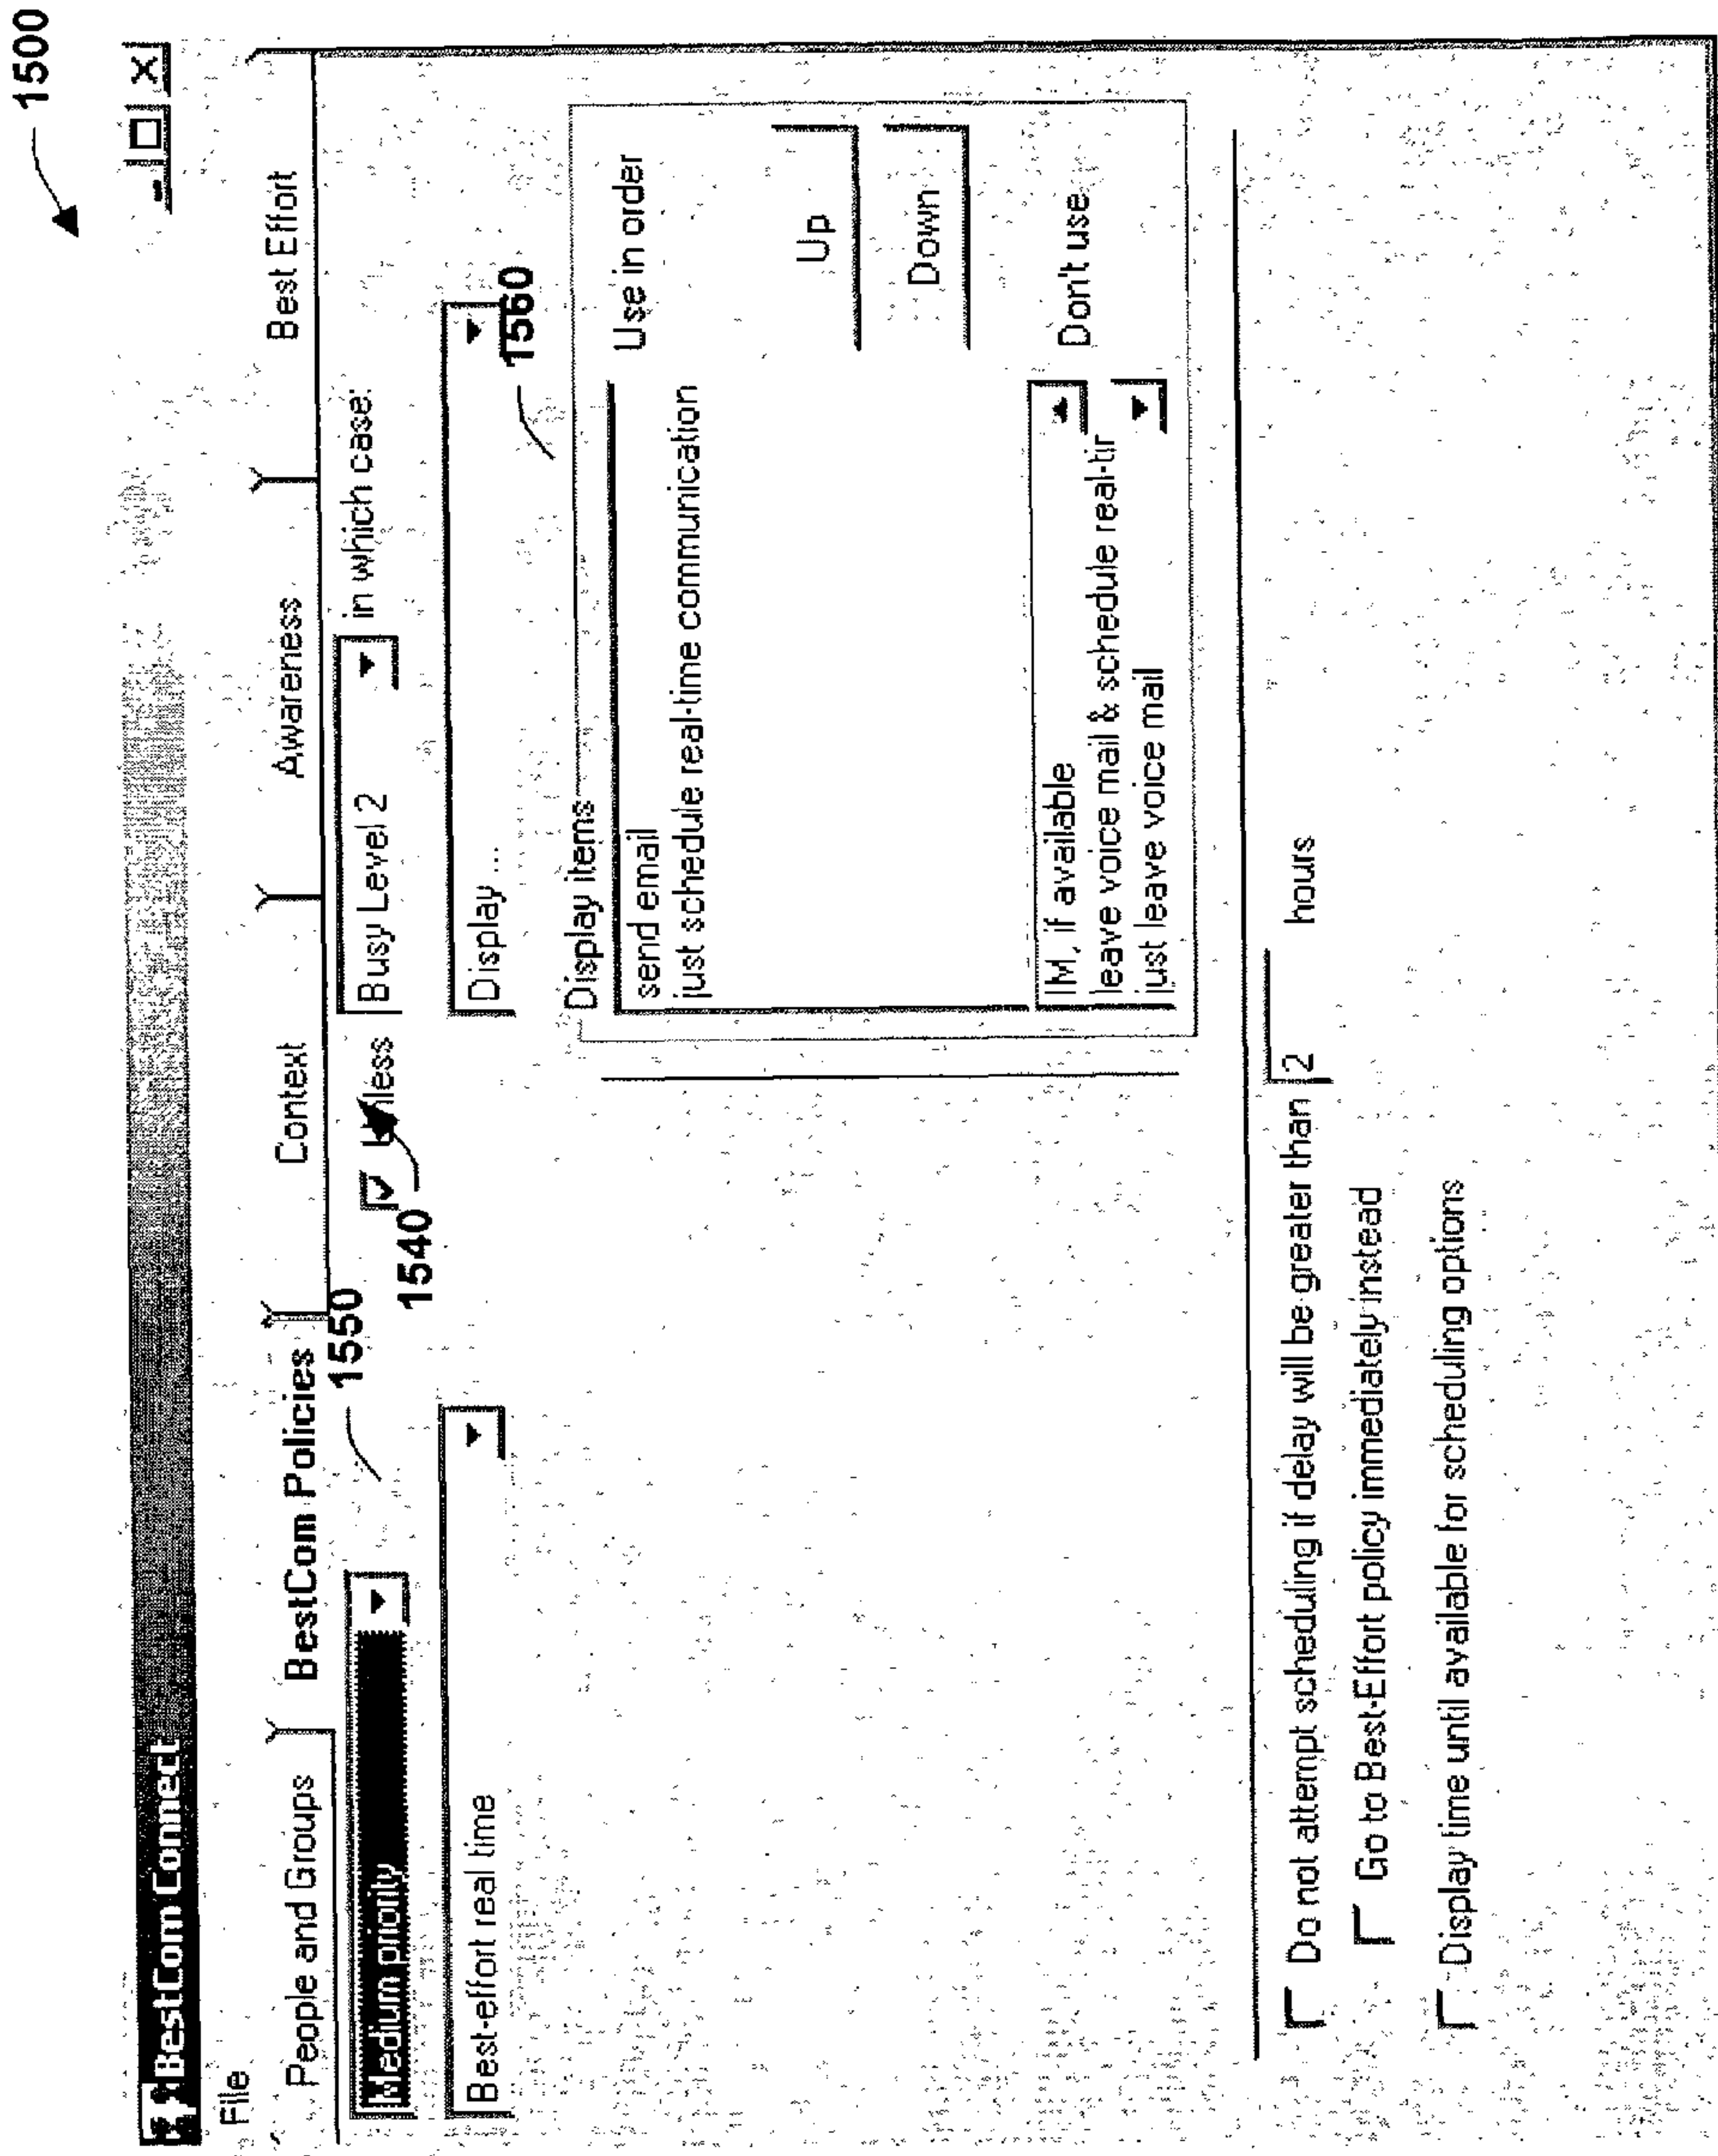 1500
BestCom Connect
File
People and Groups
BestCom Policies
Context
Awareness
Best Effort
1550
1540
Medium priority
Unless
Busy Level 2
in which case:
Best-effort real time
Display ...
1560
Display items
send email
just schedule real-time communication
Use in order
Up
Down
IM, if available
leave voice mail & schedule real-tir
just leave voice mail
Don't use
Do not attempt scheduling if delay will be greater than 2 hours
Go to Best-Effort policy immediately instead
Display time until available for scheduling options